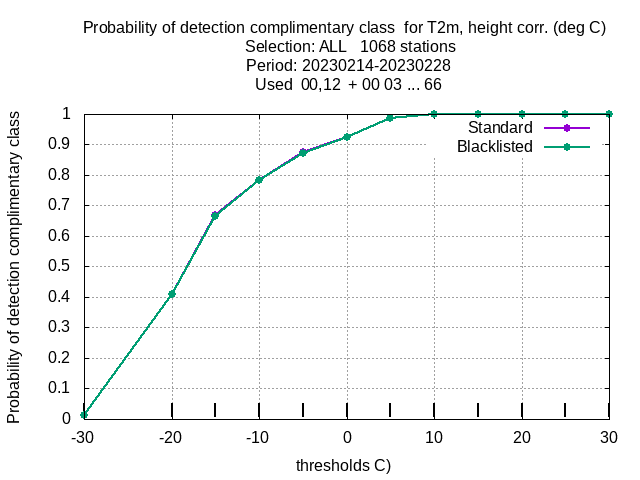 Probability of detection complimentary class  for T2m, height corr. (deg C)
Selection: ALL   1068 stations
Period: 20230214-20230228
Used  00,12  + 00 03 ... 66
Probability of detection complimentary class
1
0.9
0.8
0.7
0.6
0.5
0.4
0.3
0.2
0.1
0
Standard
Blacklisted
-30 -20 -10 0 10 20 30
thresholds C)